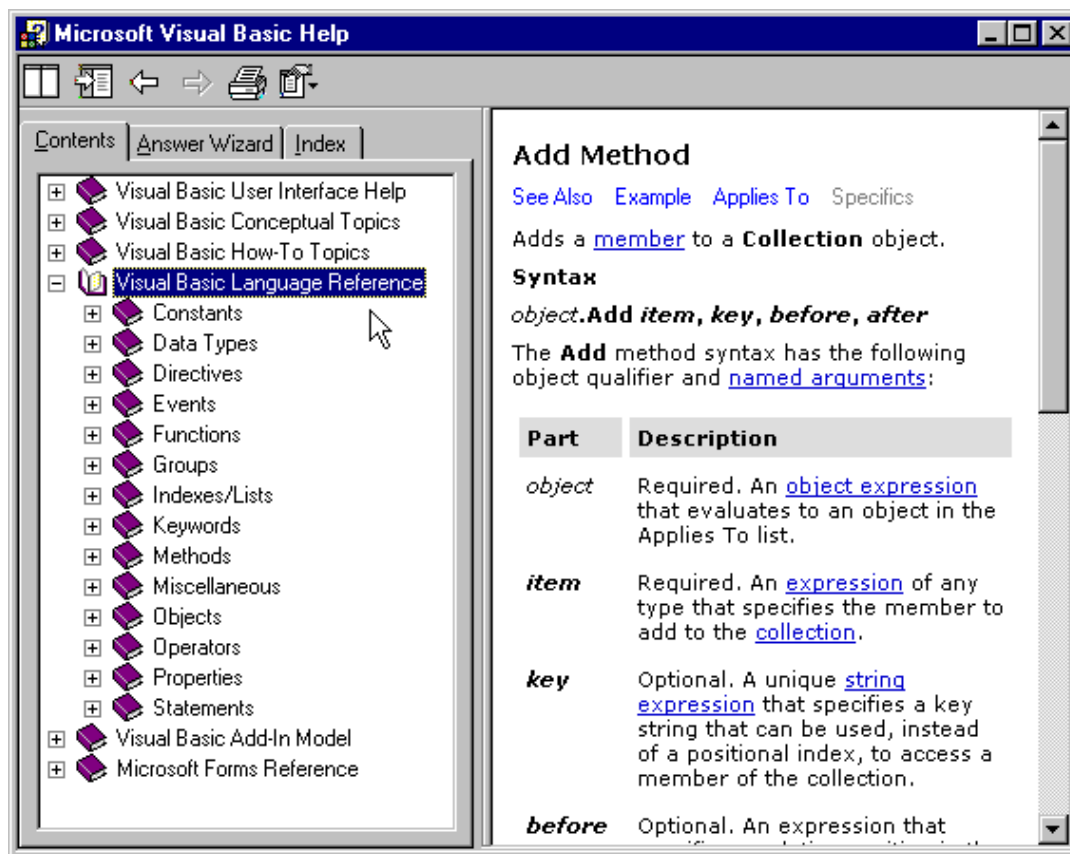 Microsoft Visual Basic Help
Contents
Answer Wizard
Index
Visual Basic User Interface Help
Visual Basic Conceptual Topics
Visual Basic How-To Topics
Visual Basic Language Reference
Constants
Data Types
Directives
Events
Functions
Groups
Indexes/Lists
Keywords
Methods
Miscellaneous
Objects
Operators
Properties
Statements
Visual Basic Add-In Model
Microsoft Forms Reference
Add Method
See Also Example Applies To Specifics
Adds a member to a Collection object.
Syntax
object.Add item, key, before, after
The Add method syntax has the following
object qualifier and named arguments:
Part Description
object Required. An object expression
that evaluates to an object in the
Applies To list.
item Required. An expression of any
type that specifies the member to
add to the collection.
key Optional. A unique string
expression that specifies a key
string that can be used, instead
of a positional index, to access a
member of the collection.
before Optional. An expression that